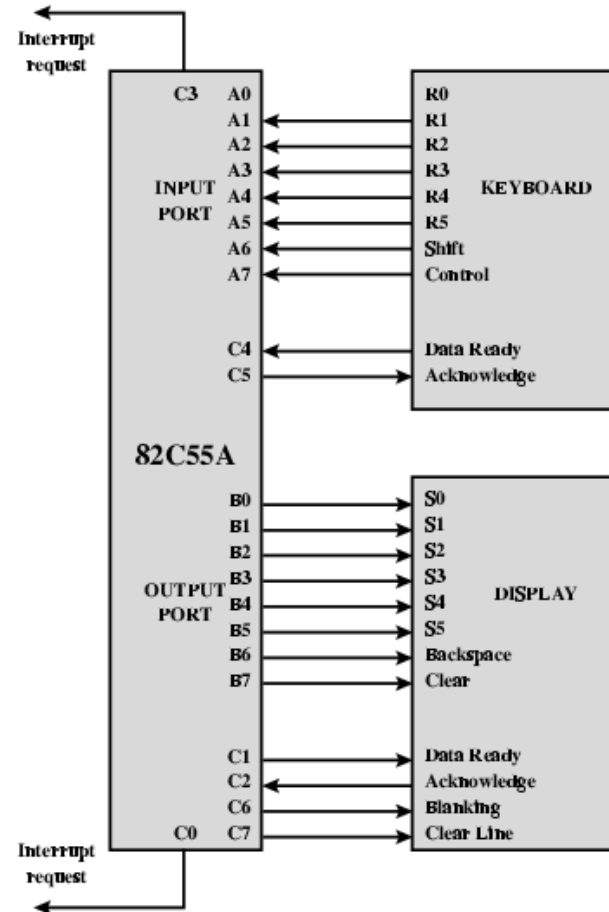 Interrupt
request
C3 A0 R0
A1 R1
A2 R2
A3 R3
INPUT
PORT
KEYBOARD
A4 R4
A5 R5
A6 Shift
A7 Control
C4 Data Ready
C5 Acknowledge
82C55A
B0 S0
B1 S1
B2 S2
B3 S3
OUTPUT
PORT
DISPLAY
B4 S4
B5 S5
B6 Backspace
B7 Clear
C1 Data Ready
C2 Acknowledge
C6 Blanking
C0 C7 Clear Line
Interrupt
request